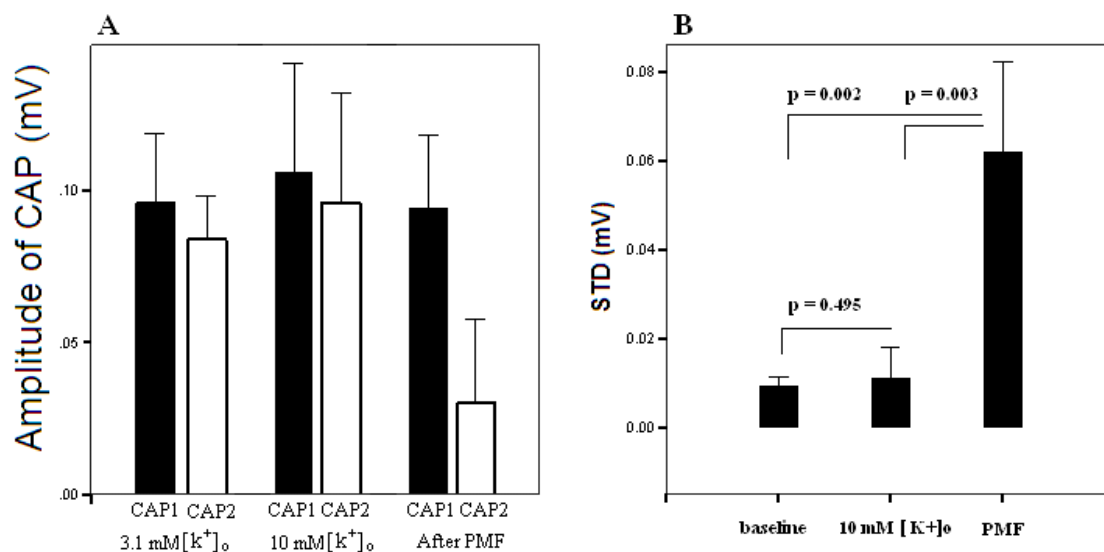 A
Amplitude of CAP (mV)
.10
.05
.00
CAP1 CAP2 CAP1 CAP2 CAP1 CAP2
3.1 mM[k⁺]ₒ 10 mM[k⁺]ₒ After PMF
B
STD (mV)
0.08
0.06
0.04
0.02
0.00
p = 0.002 p = 0.003
p = 0.495
baseline 10 mM [ K+]o PMF